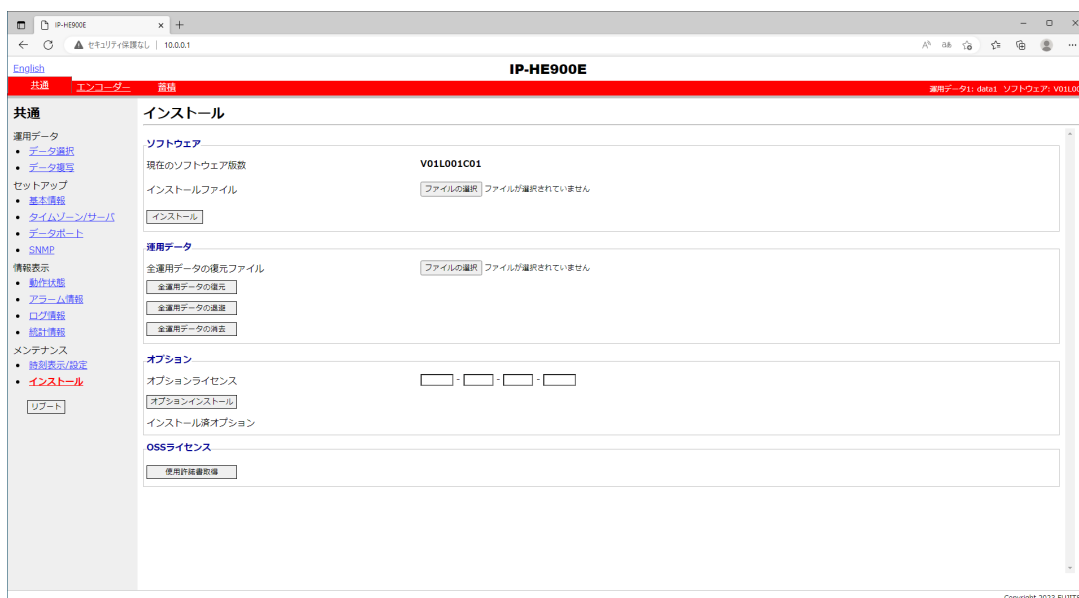 IP-HE900E
セキュリティ保護なし | 10.0.0.1
English
IP-HE900E
共通 エンコーダー 蓄積
運用データ1: data1 ソフトウェア: V01L00
共通
運用データ
データ選択
データ複写
セットアップ
基本情報
タイムゾーン/サーバ
データポート
SNMP
情報表示
動作状態
アラーム情報
ログ情報
統計情報
メンテナンス
時刻表示/設定
インストール
リブート
インストール
ソフトウェア
現在のソフトウェア版数 V01L001C01
インストールファイル ファイルの選択 ファイルが選択されていません
インストール
運用データ
全運用データの復元ファイル ファイルの選択 ファイルが選択されていません
全運用データの復元
全運用データの退避
全運用データの消去
オプション
オプションライセンス - - -
オプションインストール
インストール済オプション
OSSライセンス
使用許諾書取得
Copyright 2022 FUJITS